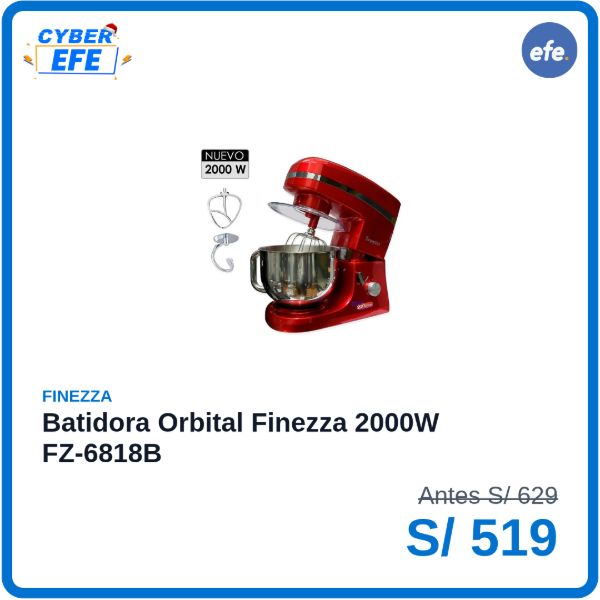 CYBER
EFE
efe.
NUEVO
2000 W
FINEZZA
Batidora Orbital Finezza 2000W
FZ-6818B
Antes S/ 629
S/ 519